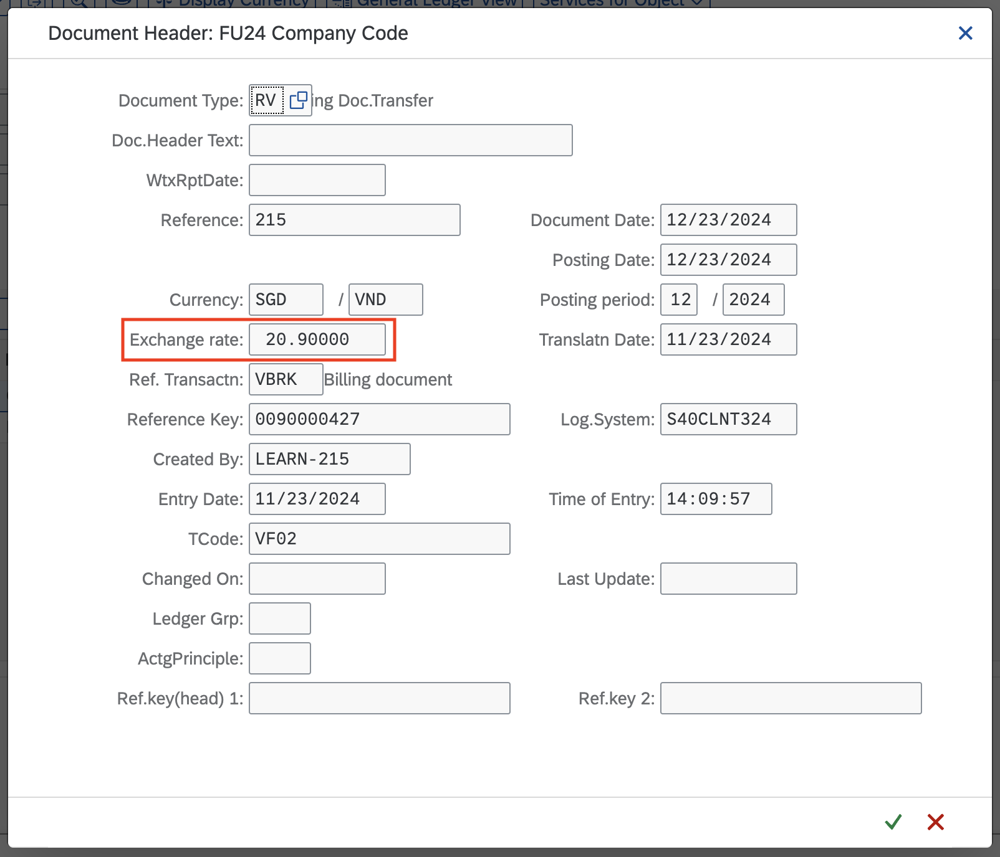 Display Currency General Ledger View Services for Object
Document Header: FU24 Company Code
Document Type: RV ing Doc.Transfer
Doc.Header Text:
WtxRptDate:
Reference: 215 Document Date: 12/23/2024
Posting Date: 12/23/2024
Currency: SGD / VND Posting period: 12 / 2024
Exchange rate: 20.90000 Translatn Date: 11/23/2024
Ref. Transactn: VBRK Billing document
Reference Key: 0090000427 Log.System: S40CLNT324
Created By: LEARN-215
Entry Date: 11/23/2024 Time of Entry: 14:09:57
TCode: VF02
Changed On: Last Update:
Ledger Grp:
ActgPrinciple:
Ref.key(head) 1: Ref.key 2: